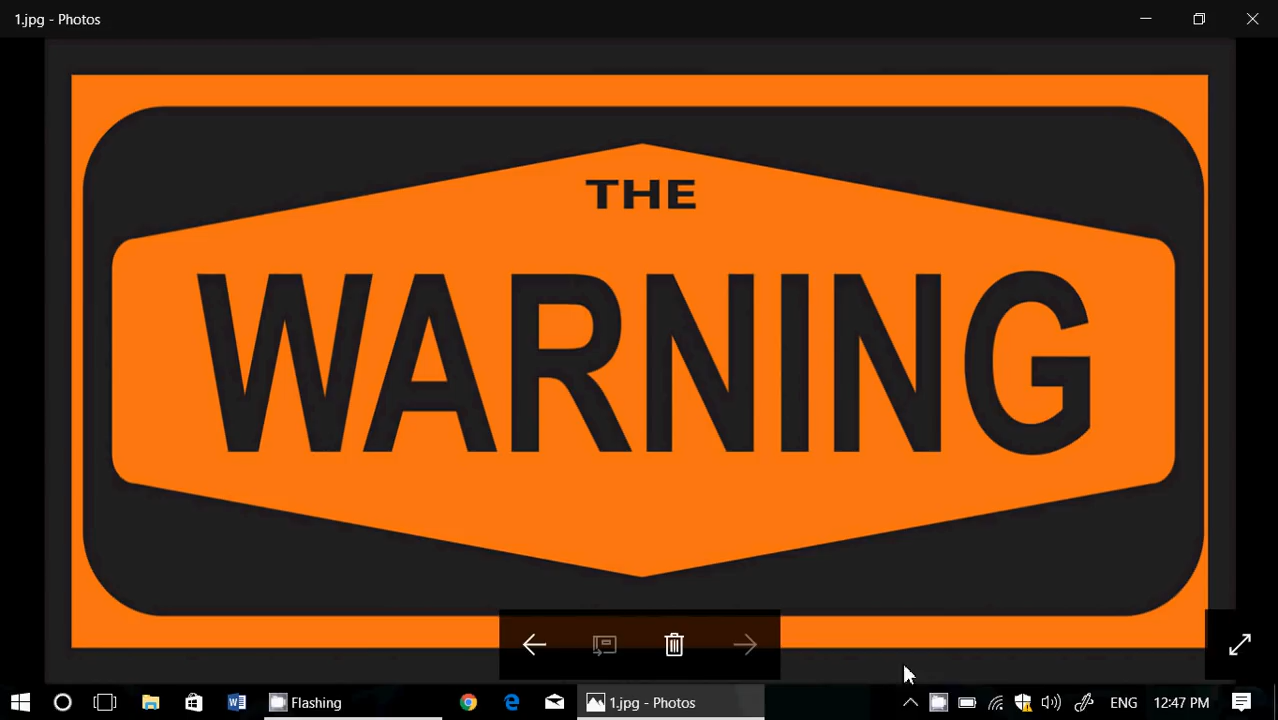 1.jpg - Photos
THE
WARNING
Flashing
1.jpg - Photos
ENG
12:47 PM